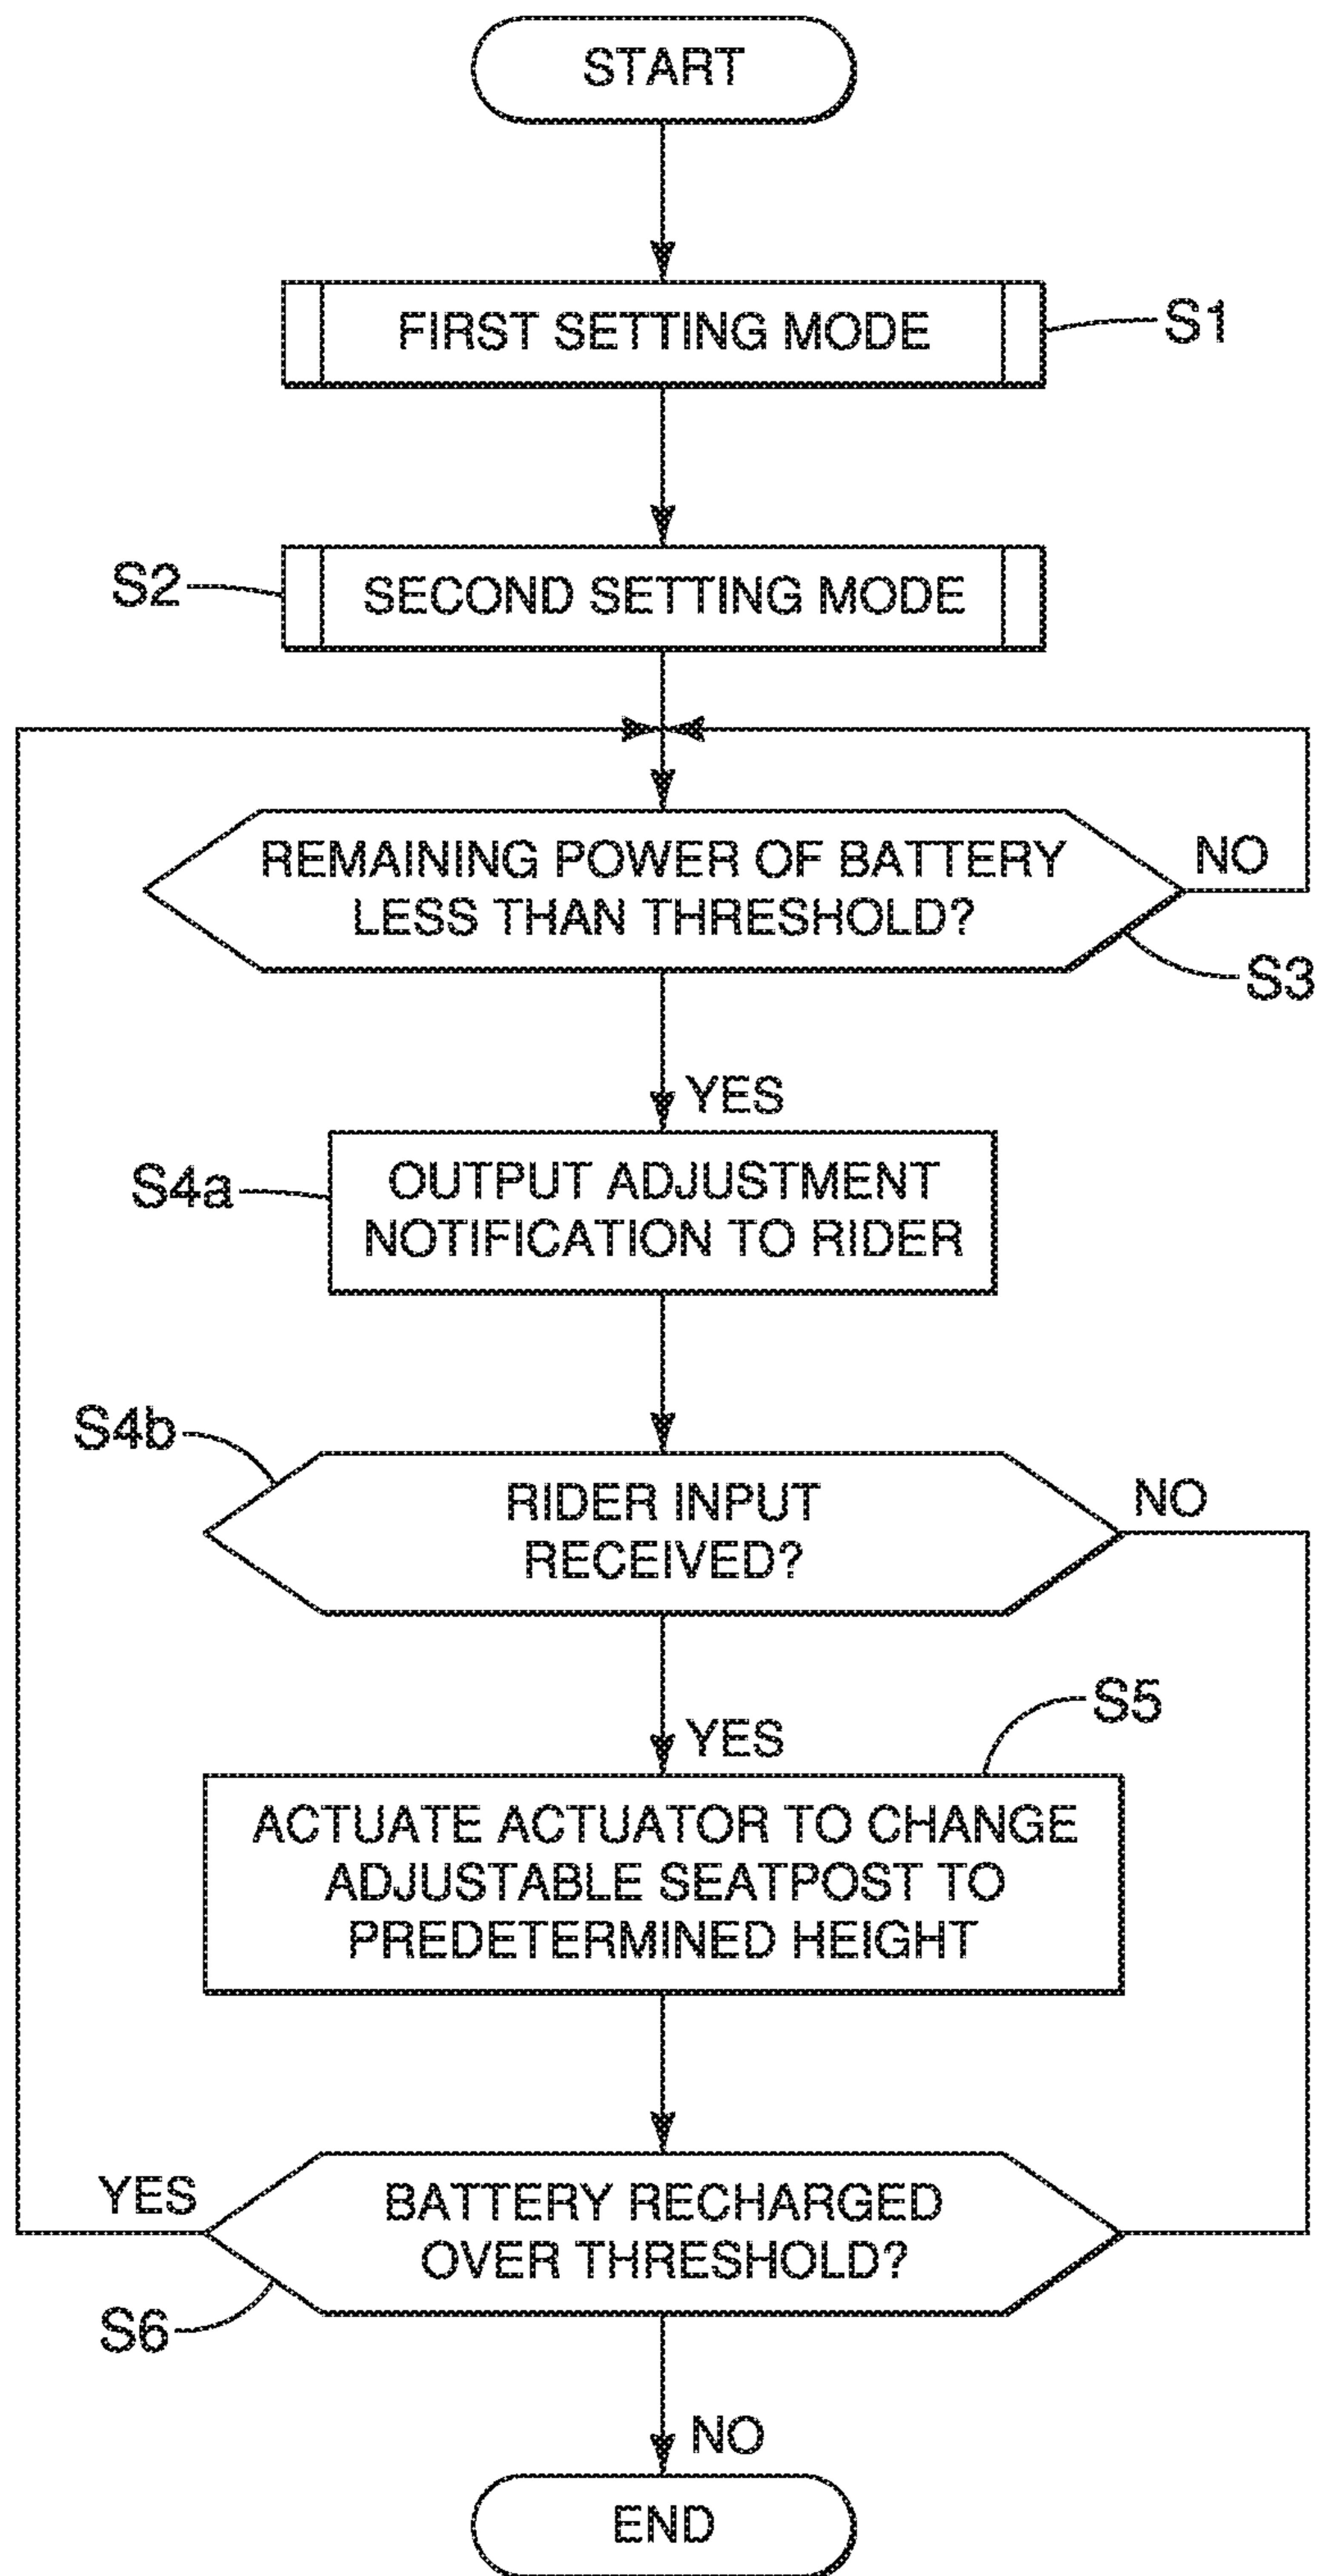 START
FIRST SETTING MODE
S1
S2
SECOND SETTING MODE
REMAINING POWER OF BATTERY
LESS THAN THRESHOLD?
NO
S3
YES
S4a
OUTPUT ADJUSTMENT
NOTIFICATION TO RIDER
S4b
RIDER INPUT
RECEIVED?
NO
S5
YES
ACTUATE ACTUATOR TO CHANGE
ADJUSTABLE SEATPOST TO
PREDETERMINED HEIGHT
YES
BATTERY RECHARGED
OVER THRESHOLD?
S6
NO
END